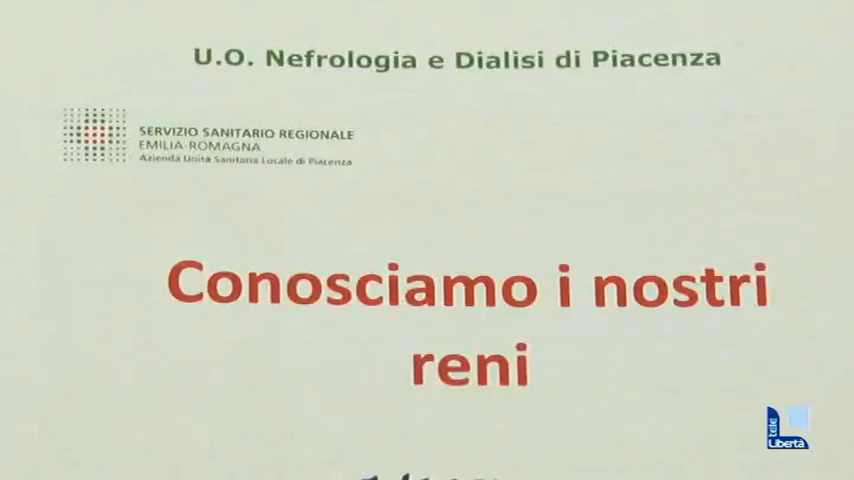 U.O. Nefrologia e Dialisi di Piacenza
SERVIZIO SANITARIO REGIONALE
EMILIA-ROMAGNA
Azienda Unità Sanitaria Locale di Piacenza
Conosciamo i nostri
reni
tele
Libertà